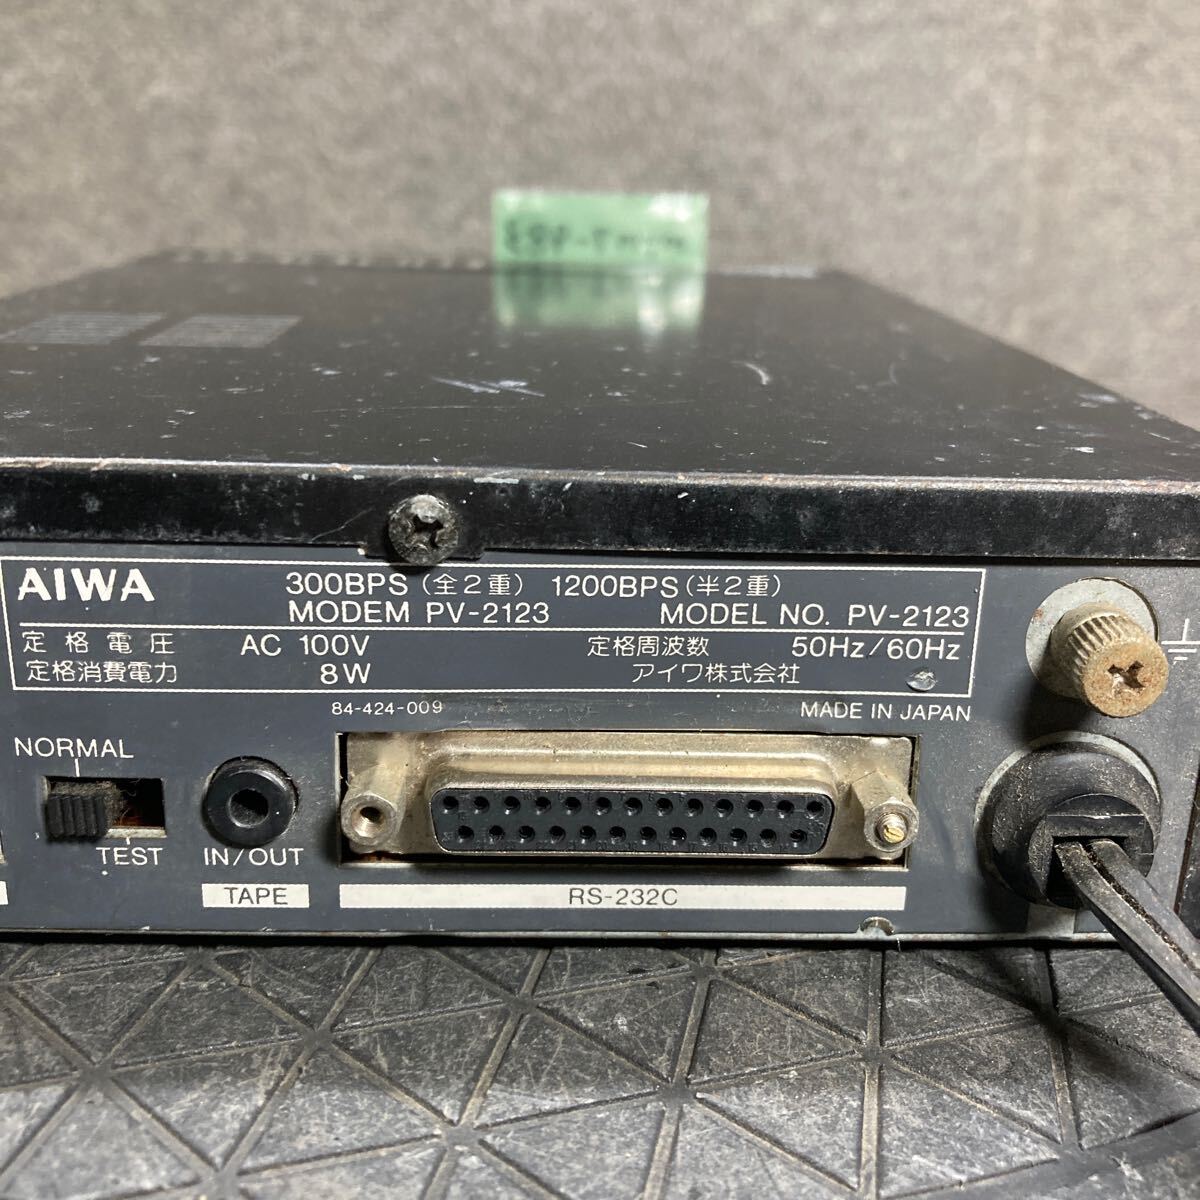 AIWA 300BPS (全2重) 1200BPS (半2重)
MODEM PV-2123 MODEL NO. PV-2123
定格電圧 AC 100V 定格周波数 50Hz/60Hz
定格消費電力 8W アイワ株式会社
84-424-009 MADE IN JAPAN
NORMAL
TEST IN/OUT
TAPE RS-232C